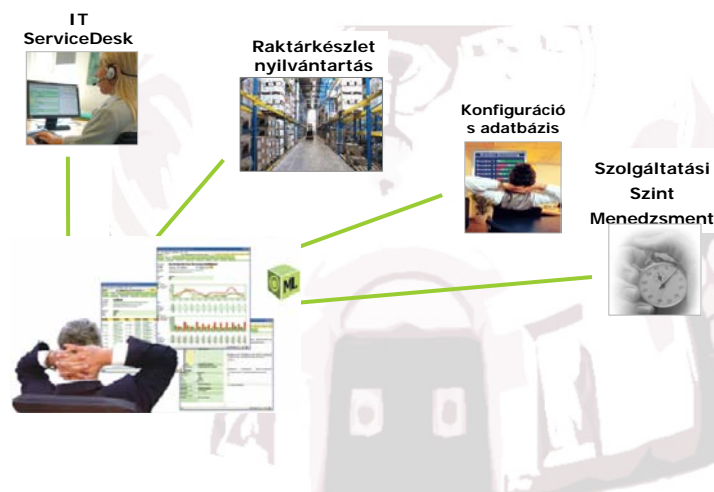 IT
ServiceDesk
Raktárkészlet
nyilvántartás
Konfiguráció
s adatbázis
Szolgáltatási
Szint
Menedzsment
ML